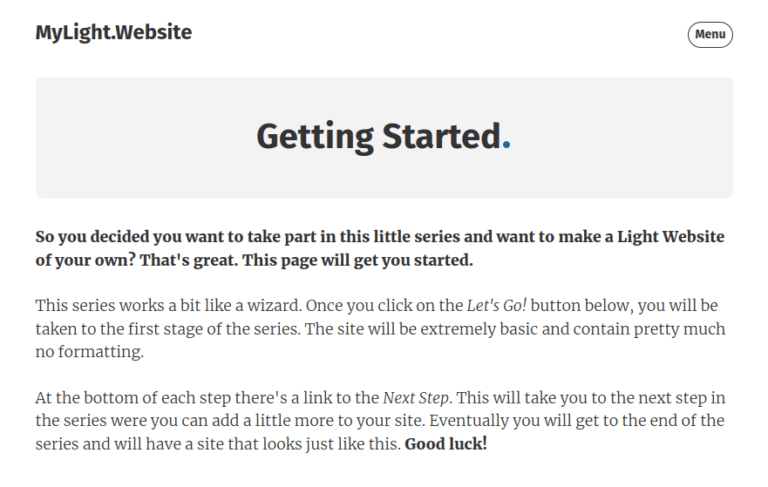 MyLight.Website
Menu
Getting Started.
So you decided you want to take part in this little series and want to make a Light Website
of your own? That's great. This page will get you started.
This series works a bit like a wizard. Once you click on the Let's Go! button below, you will be
taken to the first stage of the series. The site will be extremely basic and contain pretty much
no formatting.
At the bottom of each step there's a link to the Next Step. This will take you to the next step in
the series were you can add a little more to your site. Eventually you will get to the end of the
series and will have a site that looks just like this. Good luck!